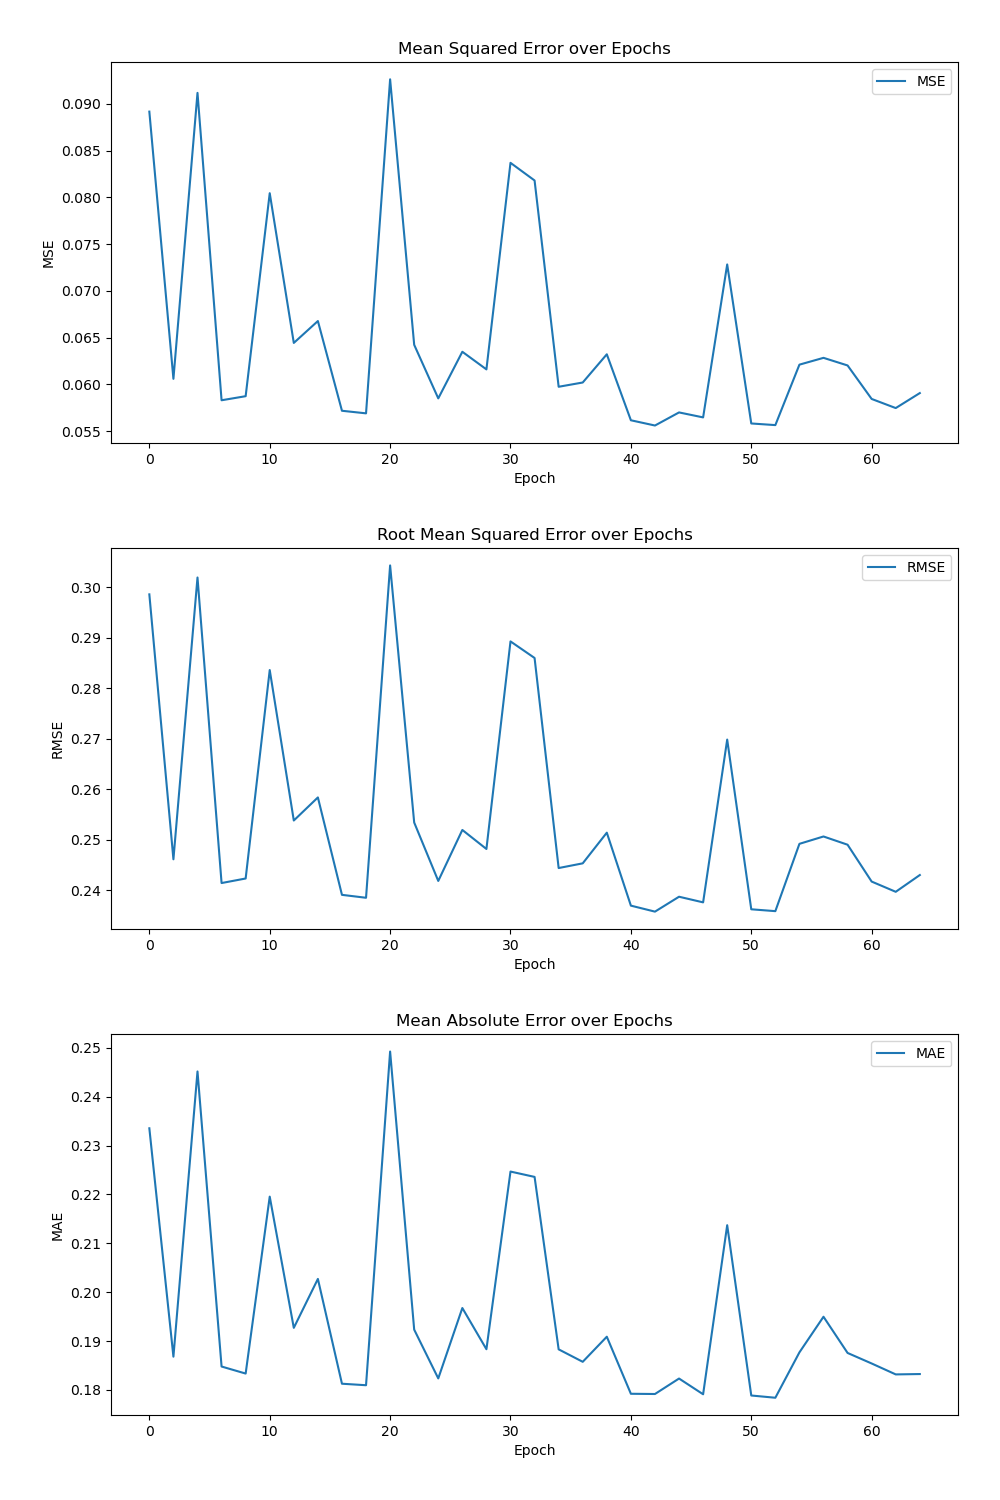 Mean Squared Error over Epochs
MSE
0.090
0.085
0.080
0.075
0.070
0.065
0.060
0.055
MSE
0 10 20 30 40 50 60
Epoch
Root Mean Squared Error over Epochs
RMSE
0.30
0.29
0.28
0.27
0.26
0.25
0.24
RMSE
0 10 20 30 40 50 60
Epoch
Mean Absolute Error over Epochs
MAE
0.25
0.24
0.23
0.22
0.21
0.20
0.19
0.18
MAE
0 10 20 30 40 50 60
Epoch